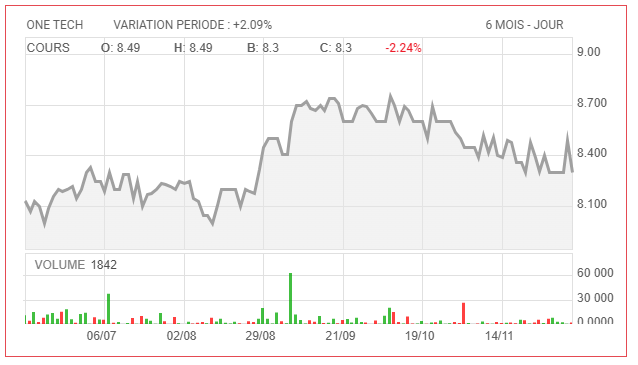 ONE TECH VARIATION PERIODE : +2.09% 6 MOIS - JOUR
COURS O: 8.49 H: 8.49 B: 8.3 C: 8.3 -2.24%
9.00
8.700
8.400
8.100
VOLUME 1842
60 000
30 000
0.0000
06/07 02/08 29/08 21/09 19/10 14/11